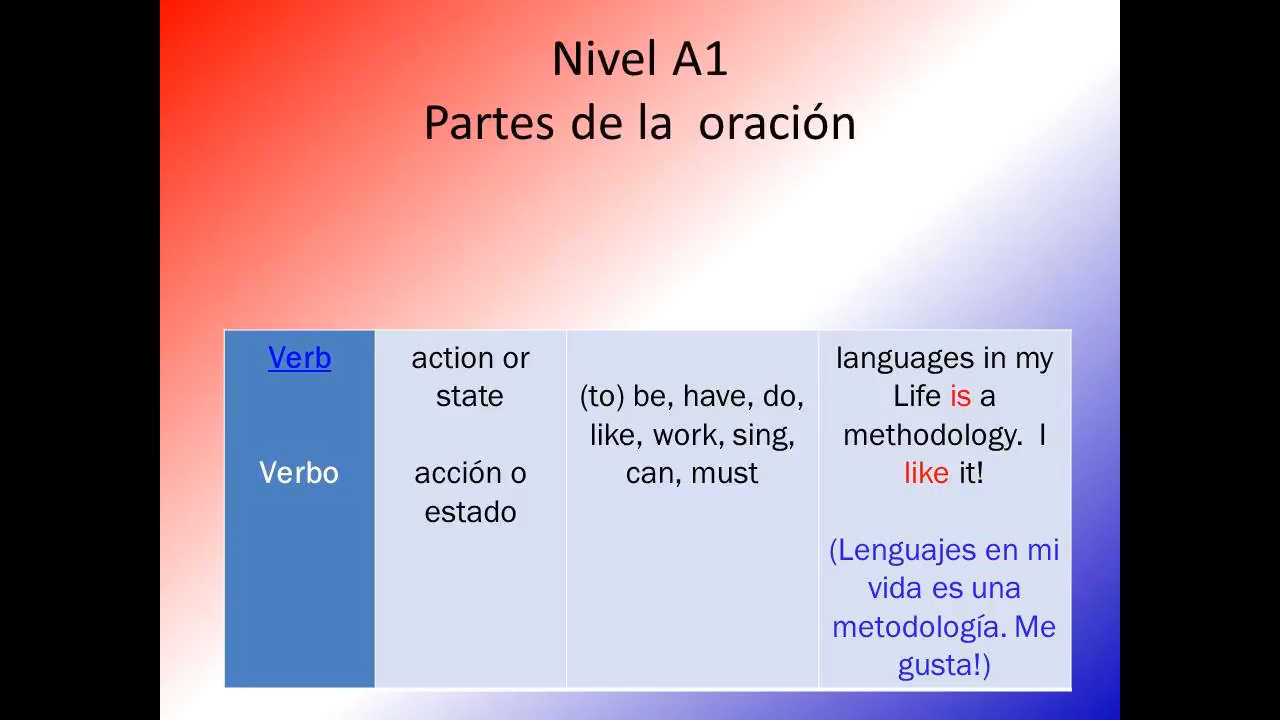 Nivel A1
Partes de la oración
Verb
Verbo
action or
state
acción o
estado
(to) be, have, do,
like, work, sing,
can, must
languages in my
Life is a
methodology. I
like it!
(Lenguajes en mi
vida es una
metodología. Me
gusta!)